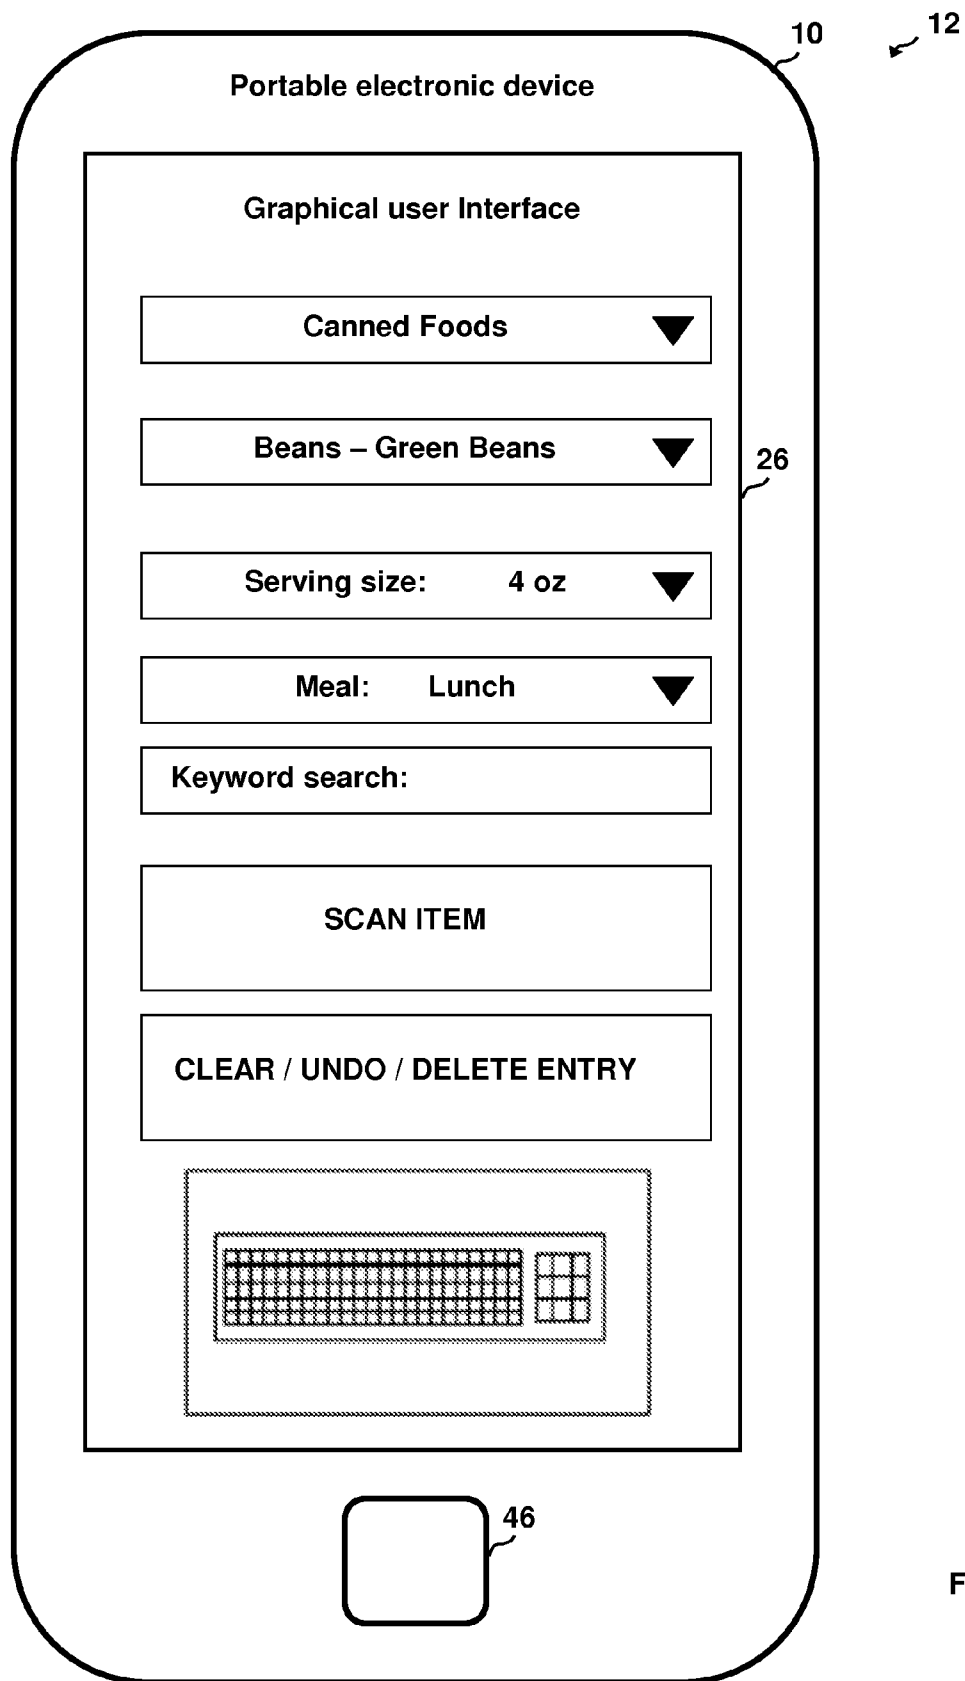 12
10
Portable electronic device
Graphical user Interface
Canned Foods
Beans – Green Beans
26
Serving size: 4 oz
Meal: Lunch
Keyword search:
SCAN ITEM
CLEAR / UNDO / DELETE ENTRY
46
F